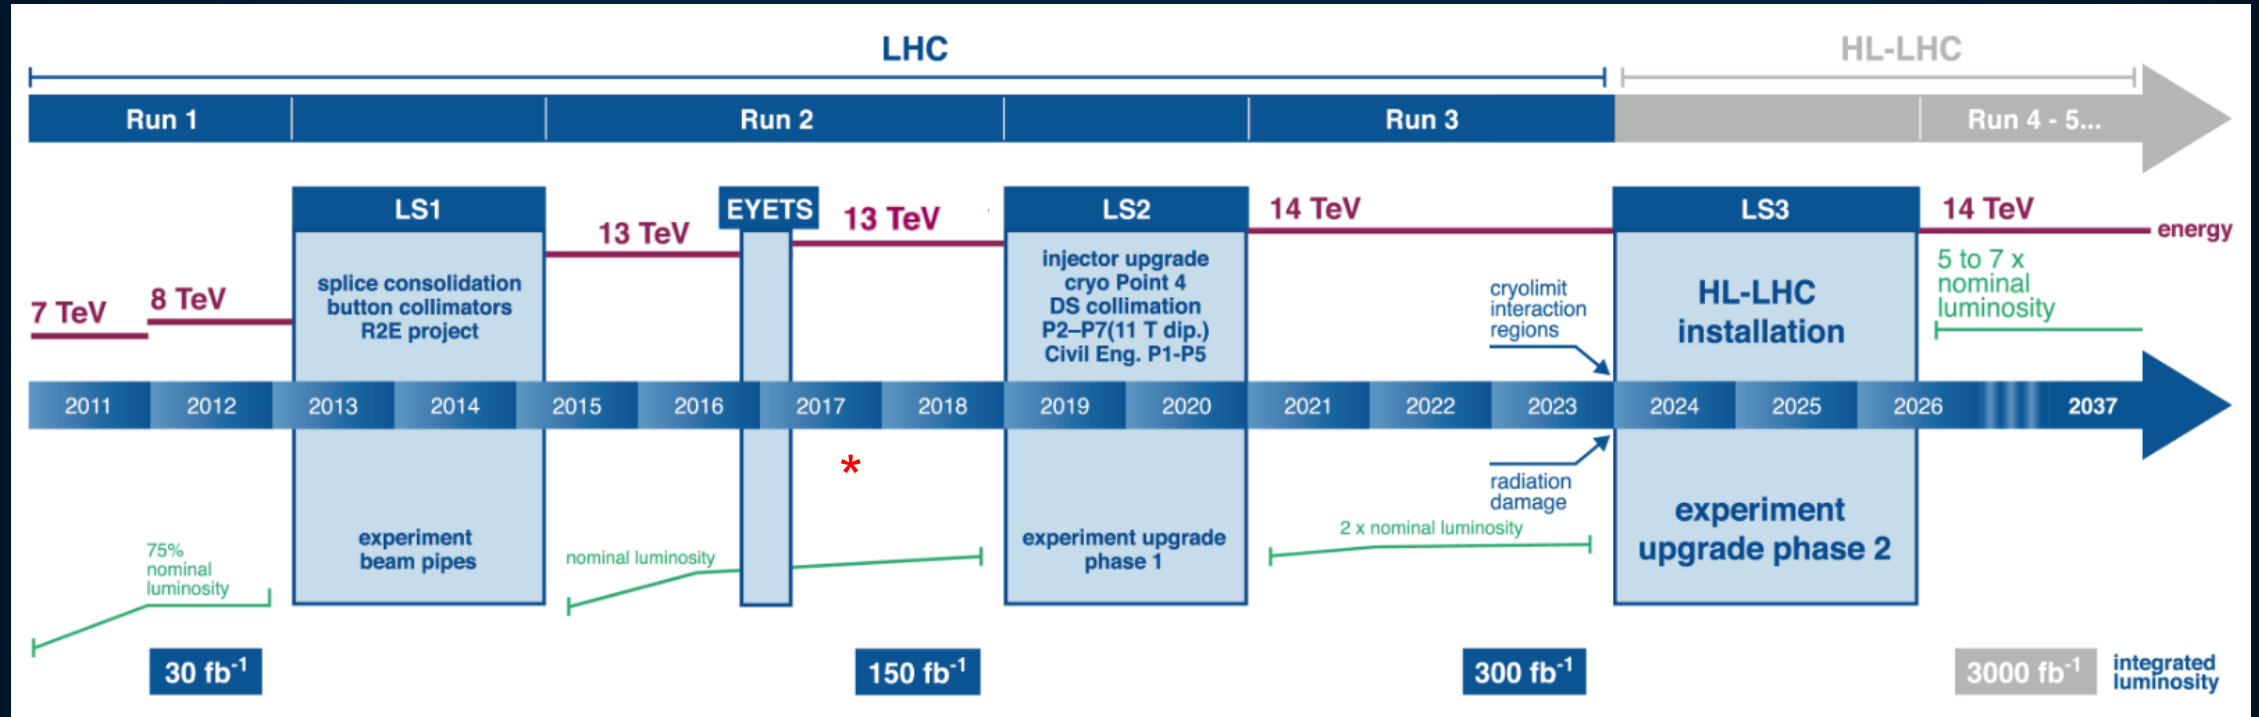 LHC
HL-LHC
Run 1
Run 2
Run 3
Run 4 - 5...
LS1
EYETS
LS2
LS3
7 TeV
8 TeV
13 TeV
13 TeV
14 TeV
14 TeV
energy
splice consolidation
button collimators
R2E project
injector upgrade
cryo Point 4
DS collimation
P2–P7(11 T dip.)
Civil Eng. P1-P5
cryolimit
interaction
regions
HL-LHC
installation
5 to 7 x
nominal
luminosity
2011
2012
2013
2014
2015
2016
2017
2018
2019
2020
2021
2022
2023
2024
2025
2026
2037
*
radiation
damage
75%
nominal
luminosity
experiment
beam pipes
nominal luminosity
experiment upgrade
phase 1
2 x nominal luminosity
experiment
upgrade phase 2
30 fb-1
150 fb-1
300 fb-1
3000 fb-1
integrated
luminosity